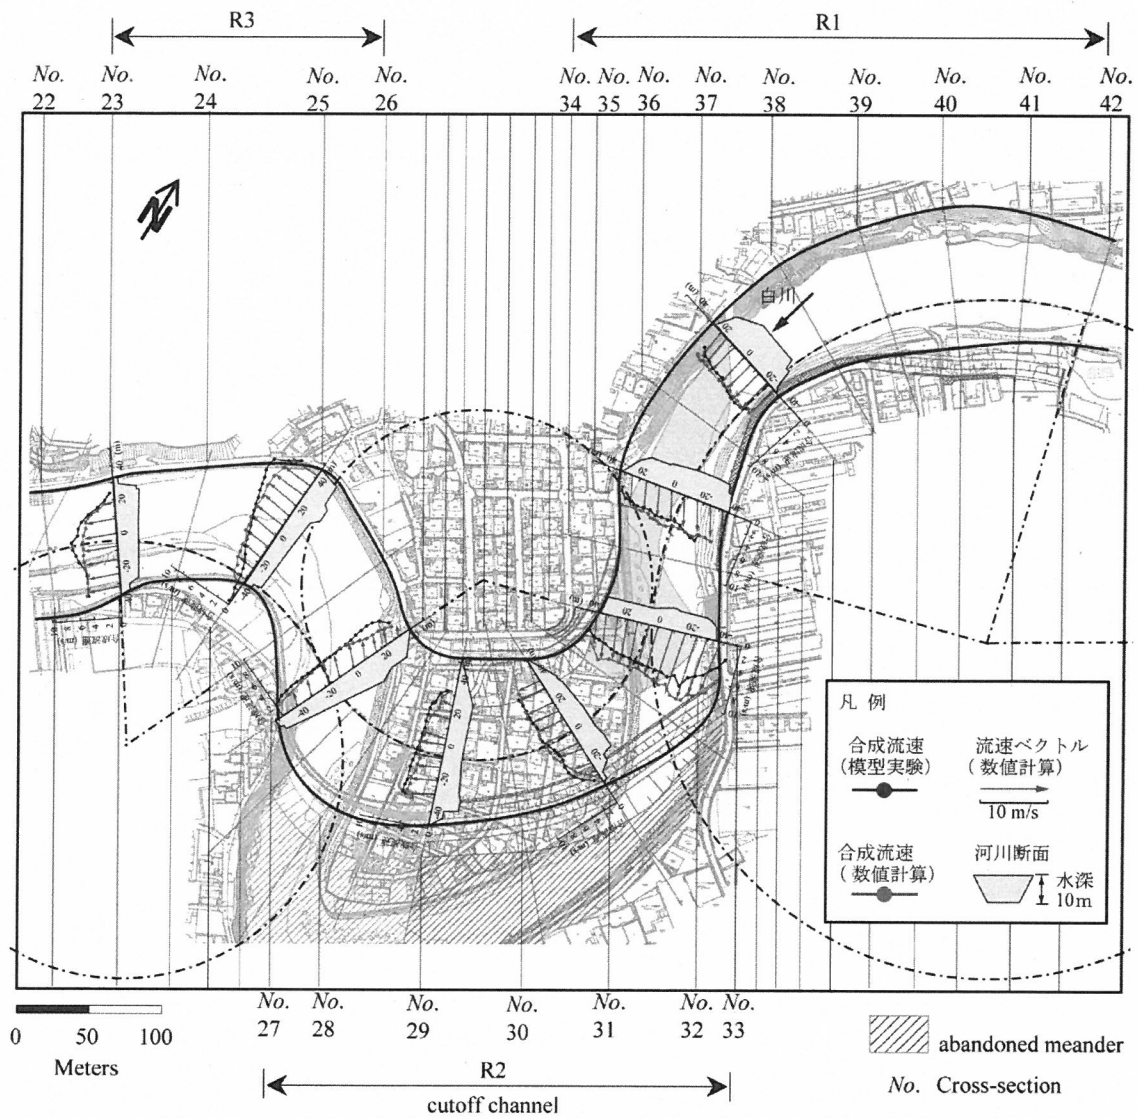 R3
R1
No. No. No. No. No. No. No. No. No. No. No. No. No. No.
22 23 24 25 26 34 35 36 37 38 39 40 41 42
N
白川
凡 例
合成流速
(模型実験)
流速ベクトル
(数値計算)
10 m/s
合成流速
(数値計算)
河川断面
水深
10m
No. No. No. No. No. No. No.
27 28 29 30 31 32 33
0 50 100
Meters
R2
cutoff channel
abandoned meander
No. Cross-section